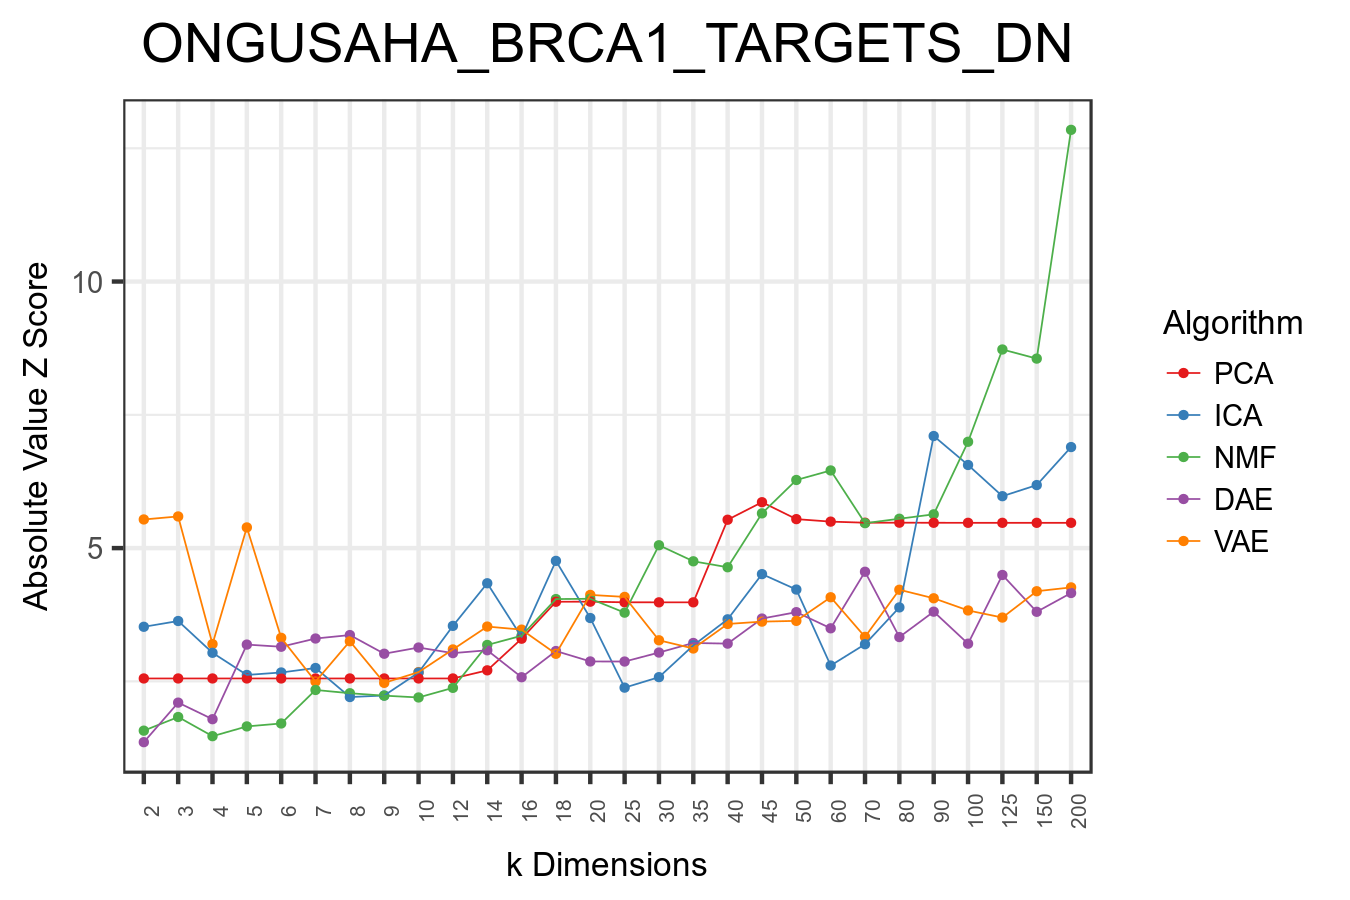 ONGUSAHA_BRCA1_TARGETS_DN
Absolute Value Z Score
10
5
2 3 4 5 6 7 8 9 10 12 14 16 18 20 25 30 35 40 45 50 60 70 80 90 100 125 150 200
k Dimensions
Algorithm
PCA
ICA
NMF
DAE
VAE